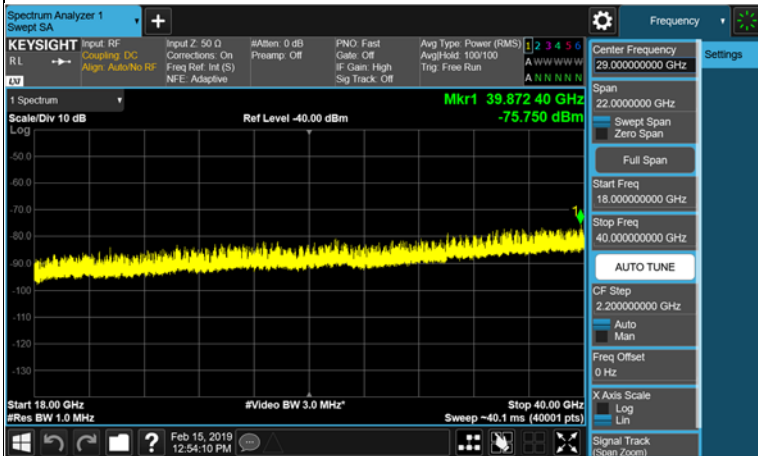 Spectrum Analyzer 1
Swept SA
Frequency
KEYSIGHT
RL
LXI
Input: RF
Coupling: DC
Align: Auto/No RF
Input Z: 50 Ω
Corrections: On
Freq Ref: Int (S)
NFE: Adaptive
#Atten: 0 dB
Preamp: Off
PNO: Fast
Gate: Off
IF Gain: High
Sig Track: Off
Avg Type: Power (RMS)
Avg|Hold: 100/100
Trig: Free Run
1 2 3 4 5 6
A W W W W W
A N N N N N
1 Spectrum
Mkr1 39.872 40 GHz
-75.750 dBm
Scale/Div 10 dB
Ref Level -40.00 dBm
Log
-50.0
-60.0
-70.0
-80.0
-90.0
-100
-110
-120
-130
1
Start 18.00 GHz
#Res BW 1.0 MHz
#Video BW 3.0 MHz*
Stop 40.00 GHz
Sweep ~40.1 ms (40001 pts)
?
Feb 15, 2019
12:54:10 PM
Center Frequency
29.000000000 GHz
Span
22.0000000 GHz
Swept Span
Zero Span
Full Span
Start Freq
18.000000000 GHz
Stop Freq
40.000000000 GHz
AUTO TUNE
CF Step
2.200000000 GHz
Auto
Man
Freq Offset
0 Hz
X Axis Scale
Log
Lin
Signal Track
(Span Zoom)
Settings